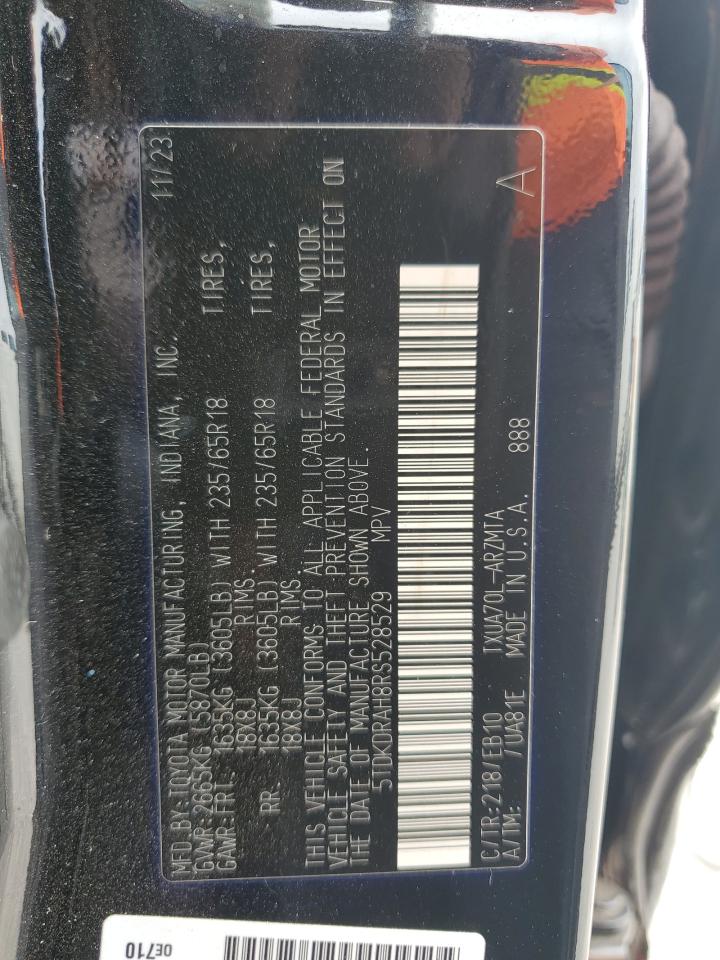 MFD BY:TOYOTA MOTOR MANUFACTURING, INDIANA, INC. 11/23
GVWR:2665KG (5870LB)
GAWR:FRT. 1635KG (3605LB) WITH 235/65R18 TIRES,
18X8J RIMS
RR. 1635KG (3605LB) WITH 235/65R18 TIRES,
18X8J RIMS
THIS VEHICLE CONFORMS TO ALL APPLICABLE FEDERAL MOTOR
VEHICLE SAFETY AND THEFT PREVENTION STANDARDS IN EFFECT ON
THE DATE OF MANUFACTURE SHOWN ABOVE.
5TDKDRAH8RS528529 MPV
C/TR:218/EB10 TXUA70L-ARZMTA A
A/TM: /UA81E MADE IN U.S.A. 888
0E710